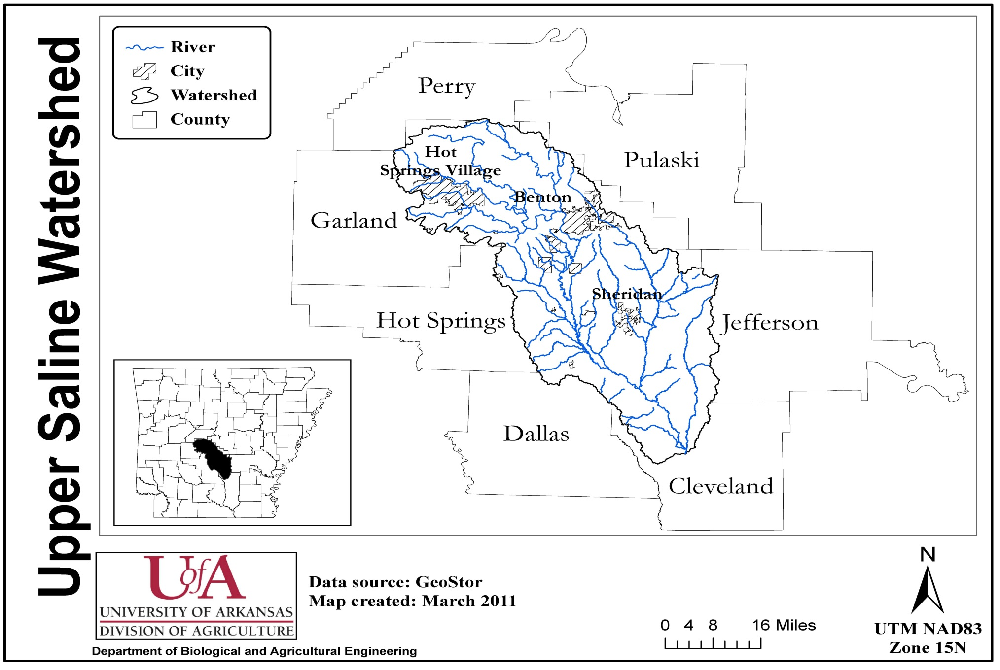 Upper Saline Watershed
River
City
Watershed
County
Perry
Pulaski
Hot
Springs Village
Benton
Garland
Sheridan
Hot Springs
Jefferson
Dallas
Cleveland
UofA
UNIVERSITY OF ARKANSAS
DIVISION OF AGRICULTURE
Department of Biological and Agricultural Engineering
Data source: GeoStor
Map created: March 2011
0 4 8 16 Miles
N
UTM NAD83
Zone 15N